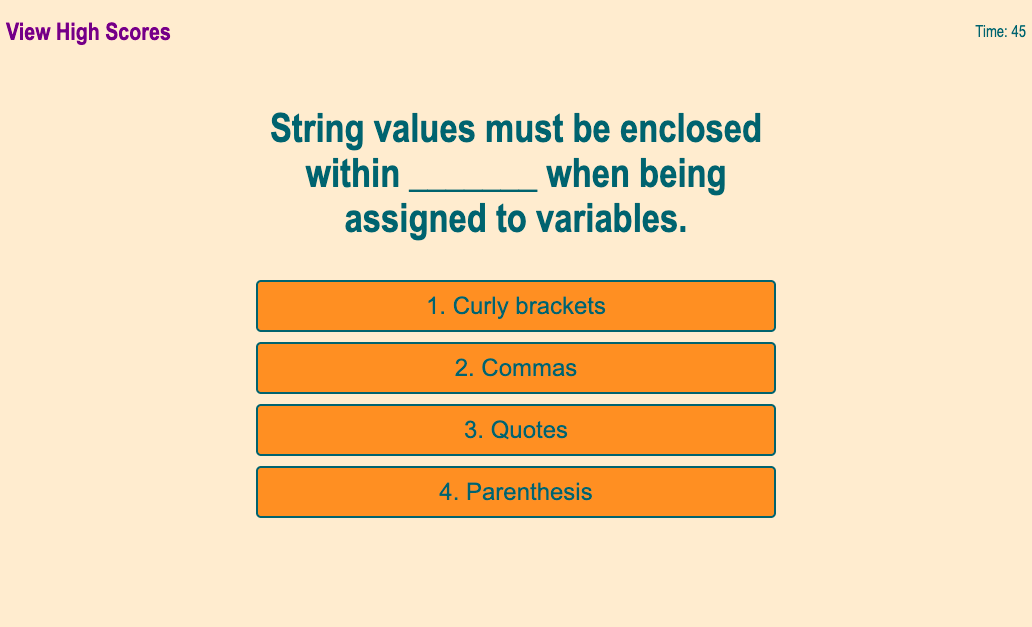 View High Scores
Time: 45
String values must be enclosed
within _______ when being
assigned to variables.
1. Curly brackets
2. Commas
3. Quotes
4. Parenthesis